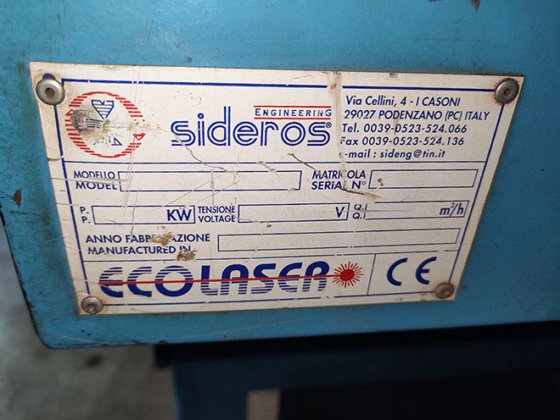 ENGINEERING
sideros®
Via Cellini, 4 - I CASONI
29027 PODENZANO (PC) ITALY
Tel. 0039-0523-524.066
Fax 0039-0523-524.136
e-mail : sideng@tin.it
MODELLO
MODEL
MATRICOLA
SERIAL N°
P.
P.
KW
TENSIONE
VOLTAGE
V
Q.
Q.
m³/h
ANNO FABBRICAZIONE
MANUFACTURED IN
ECOLASER
CE